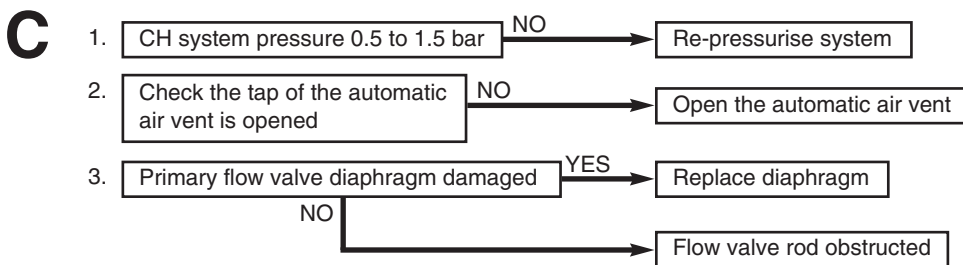 C
1. CH system pressure 0.5 to 1.5 bar NO Re-pressurise system
2. Check the tap of the automatic air vent is opened NO Open the automatic air vent
3. Primary flow valve diaphragm damaged YES Replace diaphragm
NO Flow valve rod obstructed